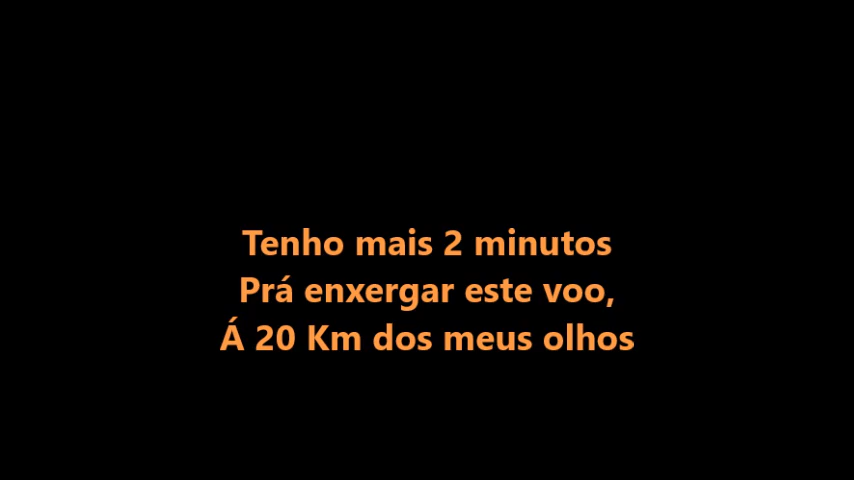 Tenho mais 2 minutos
Prá enxergar este voo,
Á 20 Km dos meus olhos